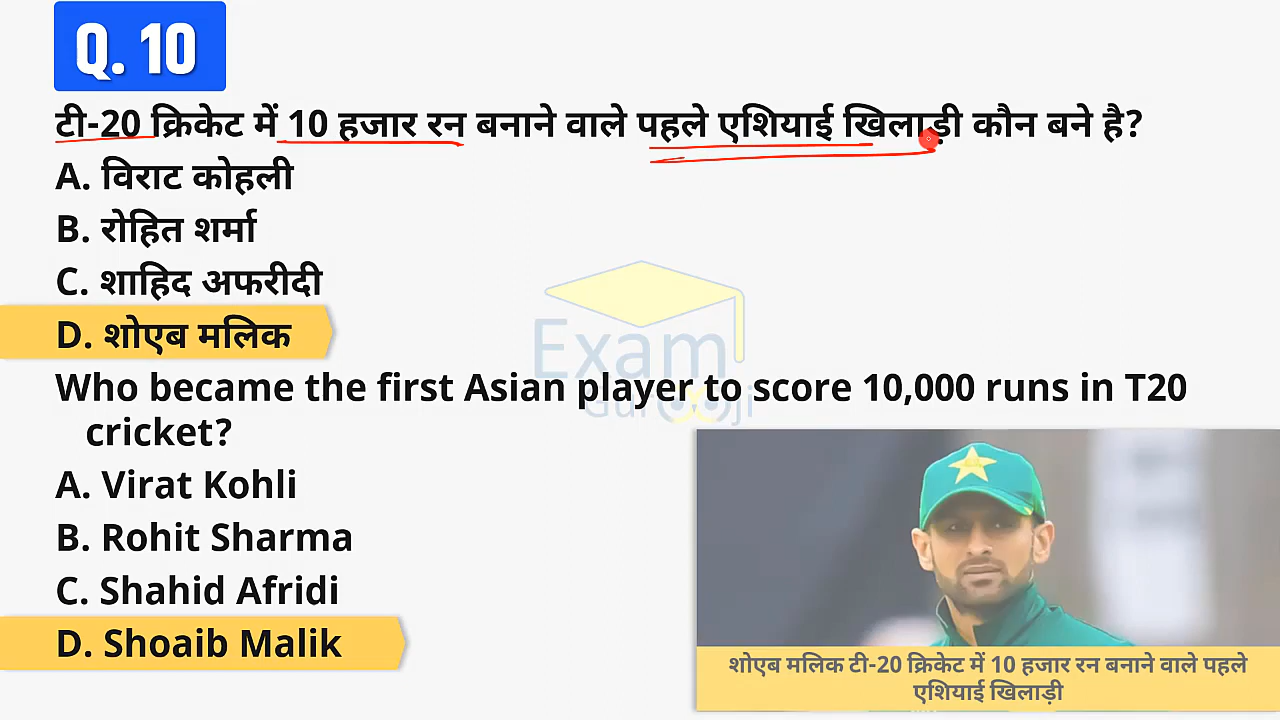 Q. 10
टी-20 क्रिकेट में 10 हजार रन बनाने वाले पहले एशियाई खिलाड़ी कौन बने है?
A. विराट कोहली
B. रोहित शर्मा
C. शाहिद अफरीदी
D. शोएब मलिक
Exam
Guruji
Who became the first Asian player to score 10,000 runs in T20
cricket?
A. Virat Kohli
B. Rohit Sharma
C. Shahid Afridi
D. Shoaib Malik
शोएब मलिक टी-20 क्रिकेट में 10 हजार रन बनाने वाले पहले
एशियाई खिलाड़ी